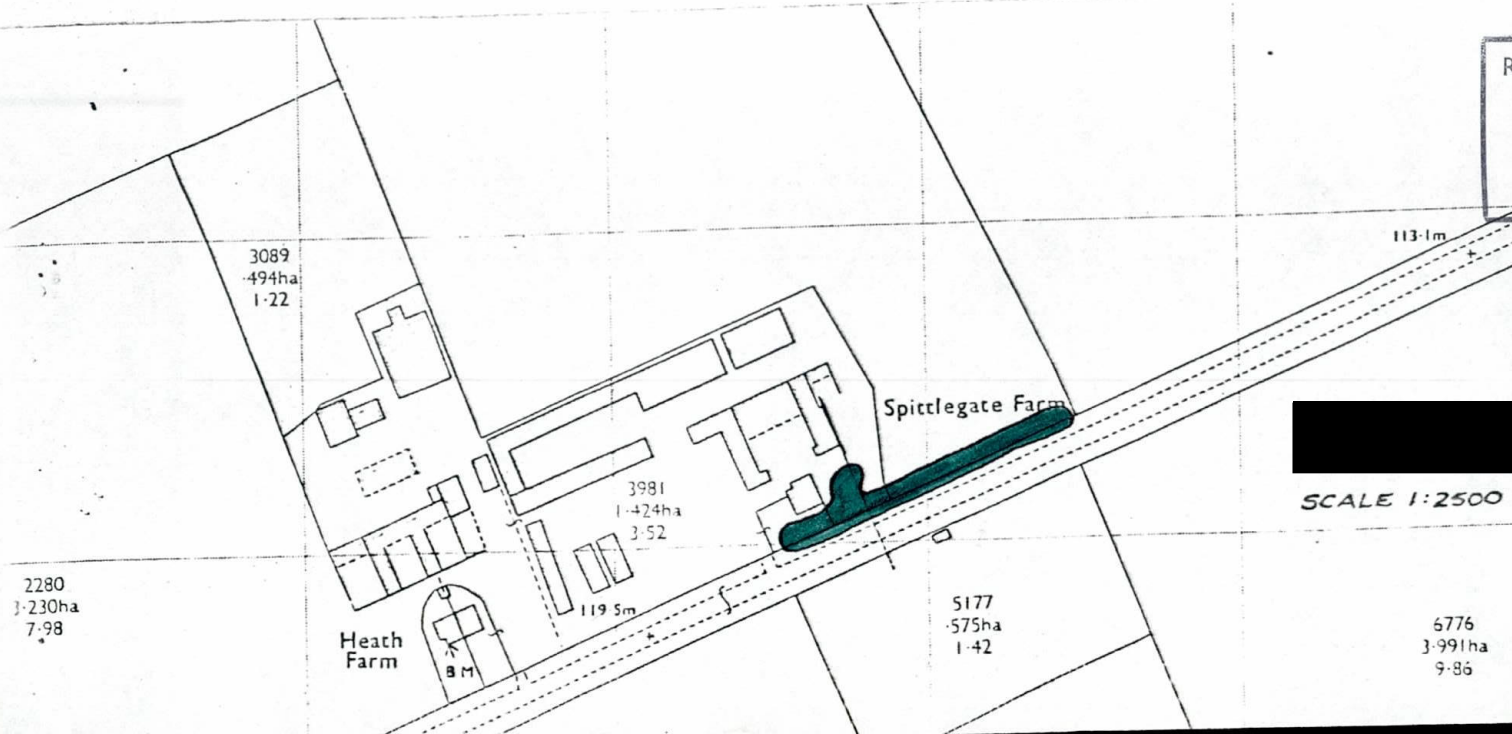 R
113·1m
3089
·494ha
1·22
Spittlegate Farm
SCALE 1:2500
3981
1·424ha
3·52
2280
3·230ha
7·98
119·5m
Heath
Farm
B M
5177
·575ha
1·42
6776
3·991ha
9·86